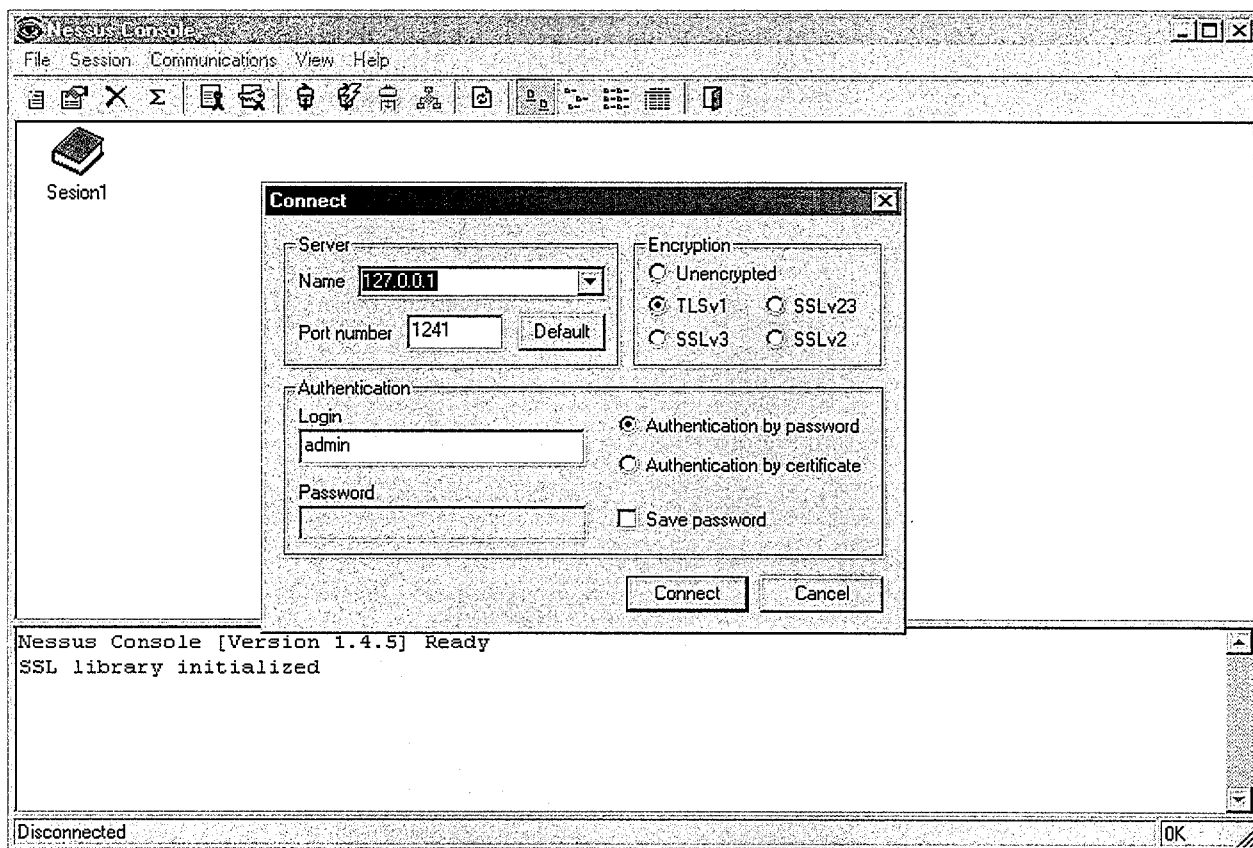 Nessus Console
File Session Communications View Help
Sesion1
Connect
Server
Name 127.0.0.1
Port number 1241 Default
Encryption
Unencrypted
TLSv1 SSLv23
SSLv3 SSLv2
Authentication
Login
admin
Authentication by password
Authentication by certificate
Password
Save password
Connect Cancel
Nessus Console [Version 1.4.5] Ready
SSL library initialized
Disconnected OK